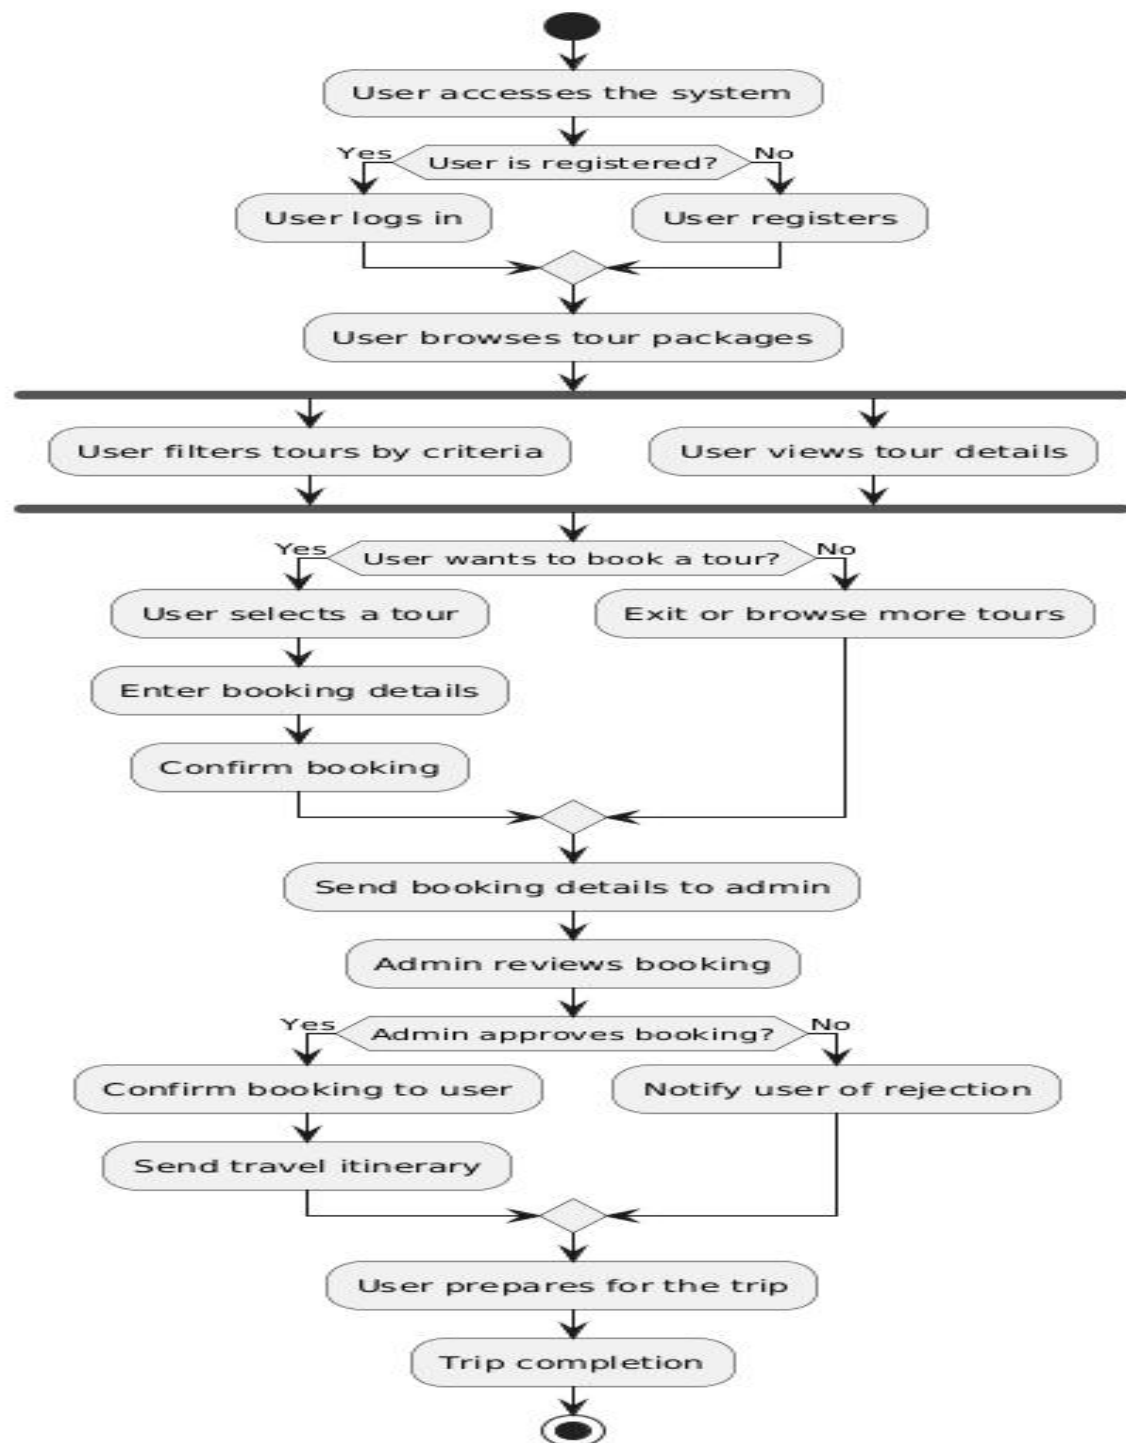 User accesses the system
Yes
User is registered?
No
User logs in
User registers
User browses tour packages
User filters tours by criteria
User views tour details
Yes
User wants to book a tour?
No
User selects a tour
Exit or browse more tours
Enter booking details
Confirm booking
Send booking details to admin
Admin reviews booking
Yes
Admin approves booking?
No
Confirm booking to user
Notify user of rejection
Send travel itinerary
User prepares for the trip
Trip completion